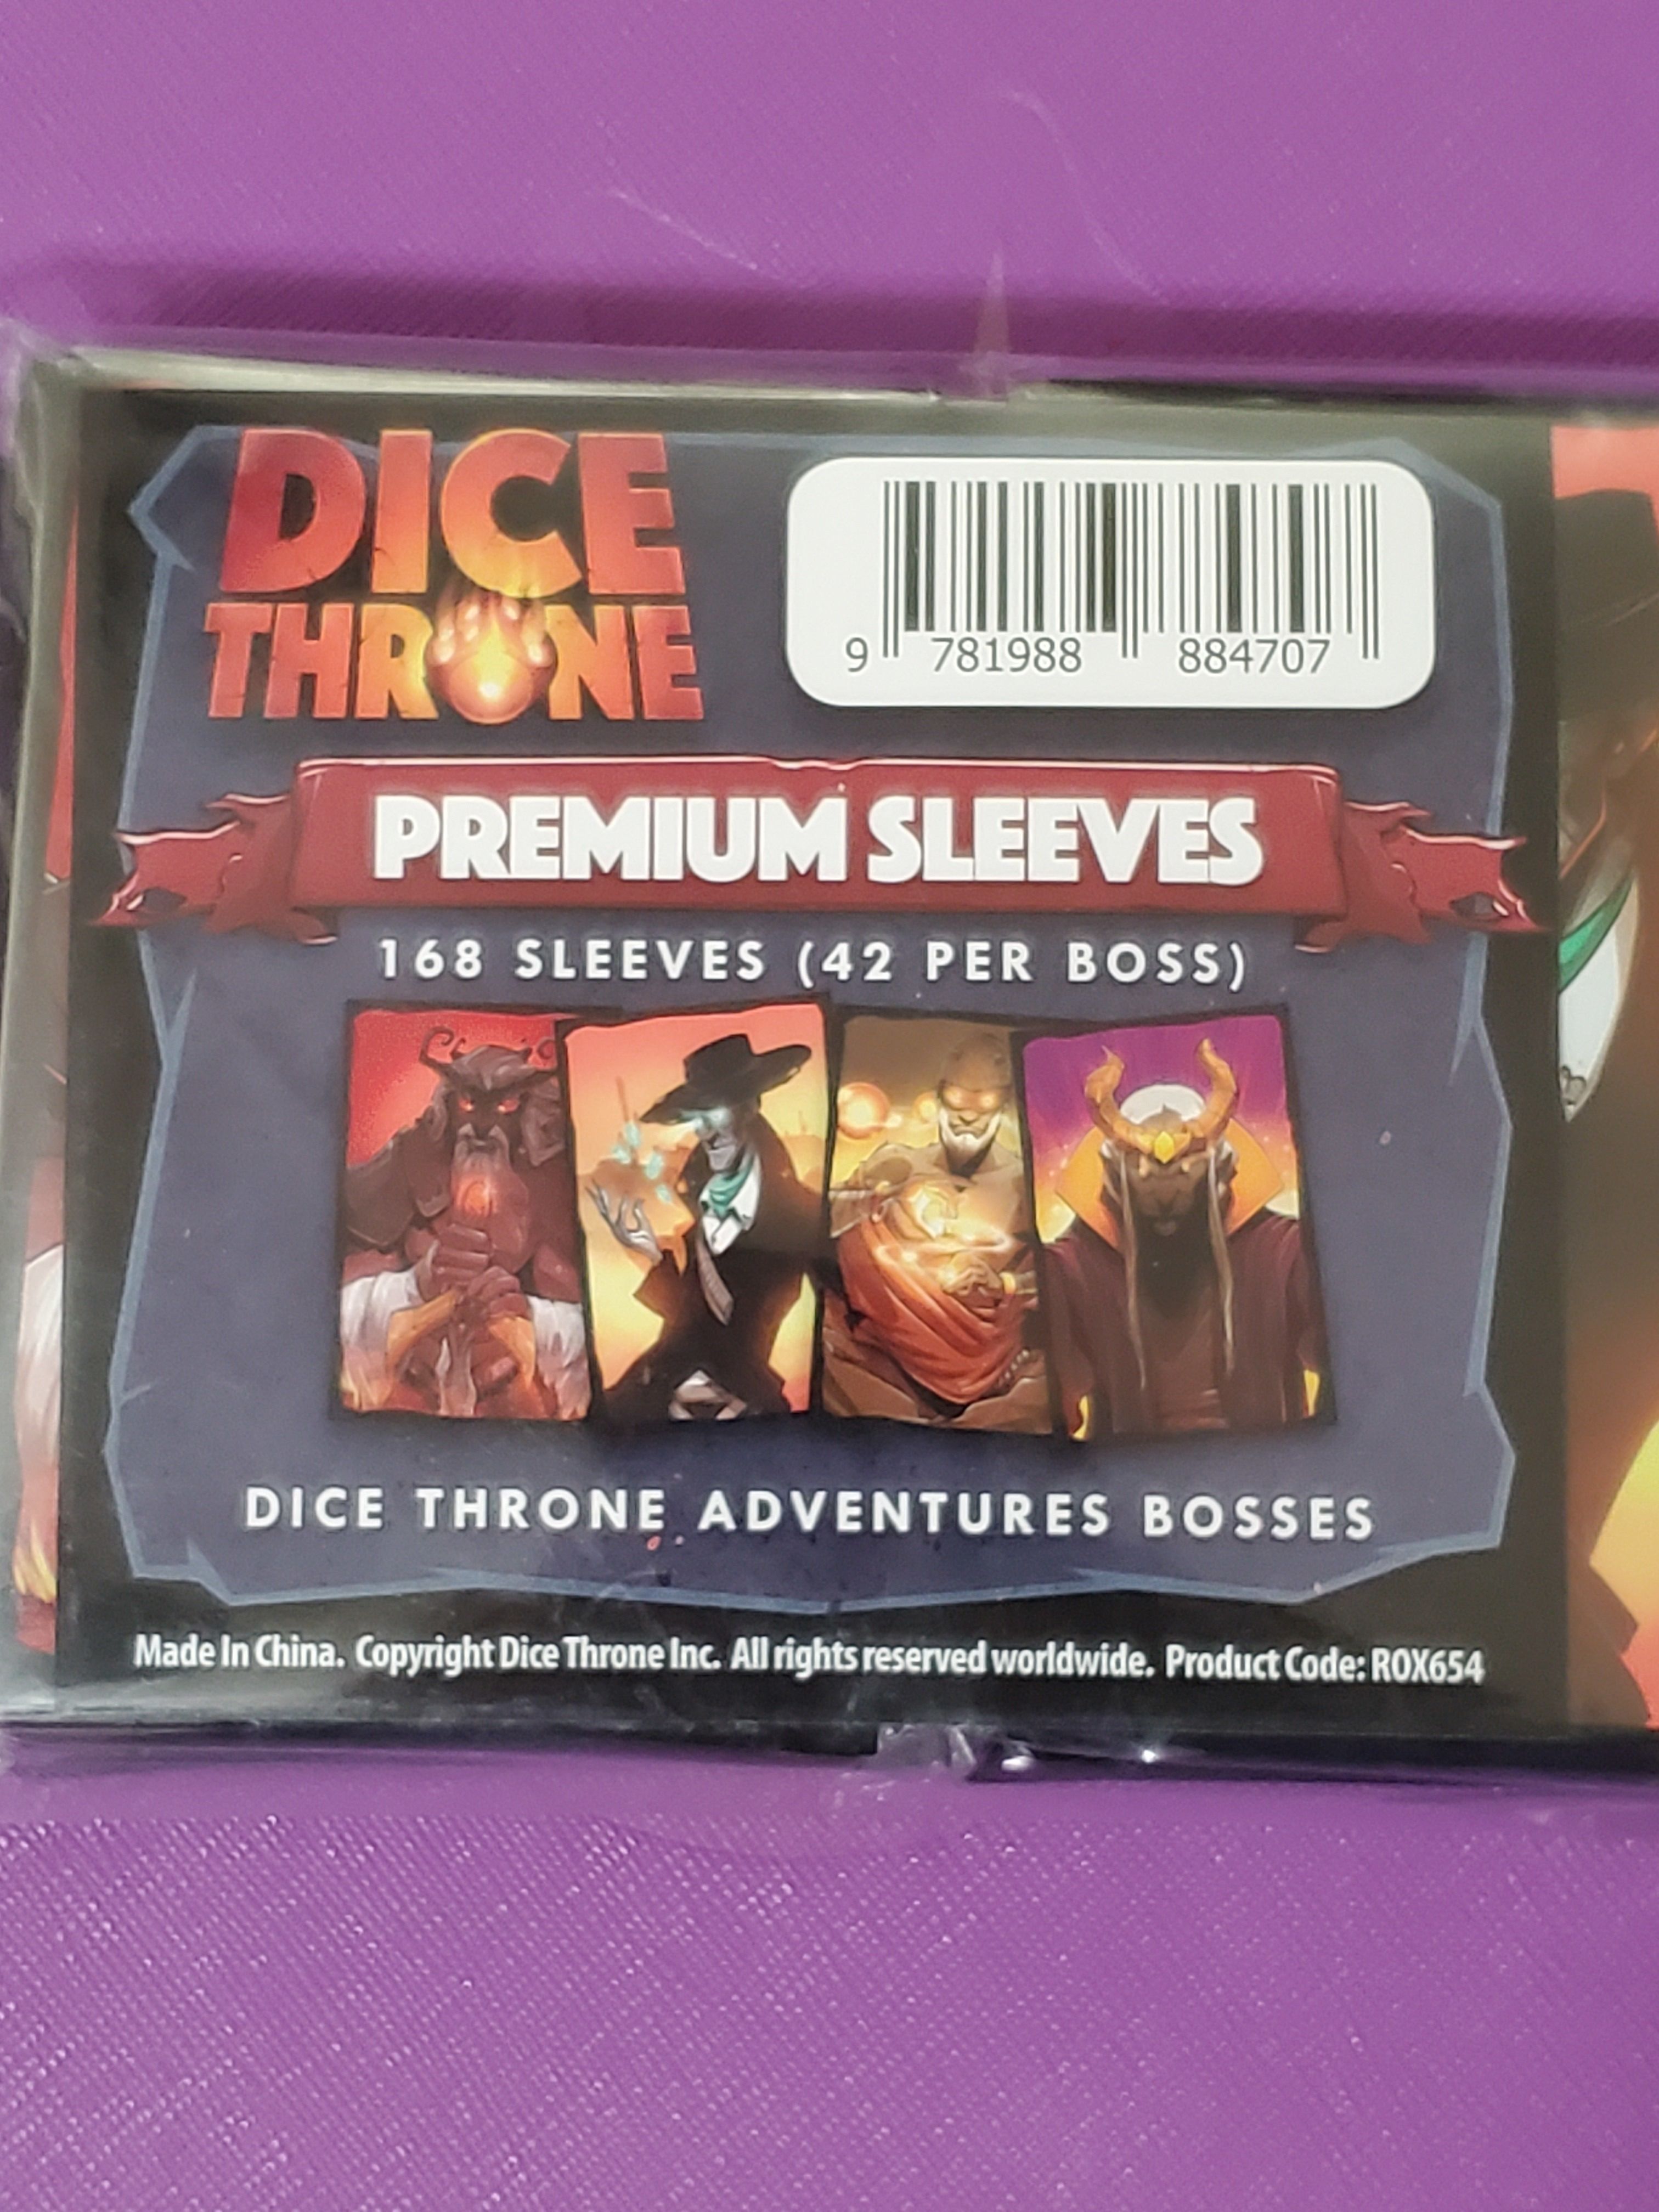 DICE
THRONE
9 781988 884707
PREMIUM SLEEVES
168 SLEEVES (42 PER BOSS)
DICE THRONE ADVENTURES BOSSES
Made In China. Copyright Dice Throne Inc. All rights reserved worldwide. Product Code: ROX654